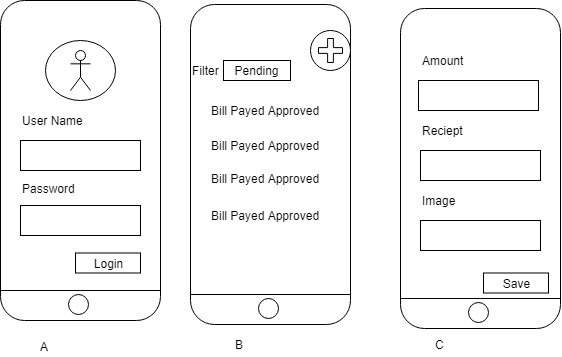 User Name
Password
Login
A
Filter Pending
Bill Payed Approved
Bill Payed Approved
Bill Payed Approved
Bill Payed Approved
B
Amount
Reciept
Image
Save
C